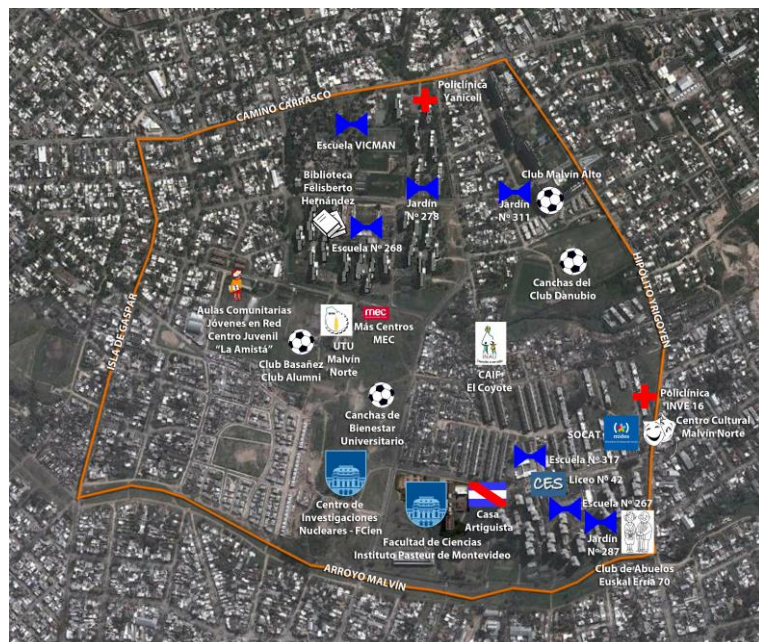 CAMINO CARRASCO
Policlínica
Yaniceli
Escuela VICMAN
Club Malvín Alto
Biblioteca
Felisberto
Hernández
Jardín
Nº 278
Jardín
Nº 311
Escuela Nº 268
HIPÓLITO YRIGOYEN
Canchas del
Club Danubio
ISLA DE GASPAR
Aulas Comunitarias
Jóvenes en Red
Centro Juvenil
"La Amistá"
mec
Más Centros
MEC
UTU
Malvín
Norte
Club Basañez
Club Alumni
CAIF
El Coyote
Canchas de
Bienestar
Universitario
Policlínica
INVE 16
Centro Cultural
Malvín Norte
SOCAT
Escuela Nº 317
CES
Liceo Nº 42
Escuela Nº 267
Centro de
Investigaciones
Nucleares - FCien
Casa
Artiguista
Facultad de Ciencias
Instituto Pasteur de Montevideo
Jardín
Nº 287
Club de Abuelos
Euskal Erría 70
ARROYO MALVÍN